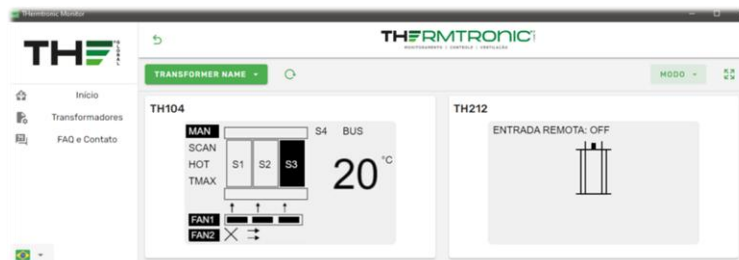 THermtronic Monitor
TH
GLOBAL
THERMTRONIC
MONITORAMENTO | CONTROLE | VENTILAÇÃO
TRANSFORMER NAME
MODO
Início
Transformadores
FAQ e Contato
TH104
MAN
S4 BUS
SCAN
HOT
TMAX
S1 S2 S3
20 °C
FAN1
FAN2
TH212
ENTRADA REMOTA: OFF